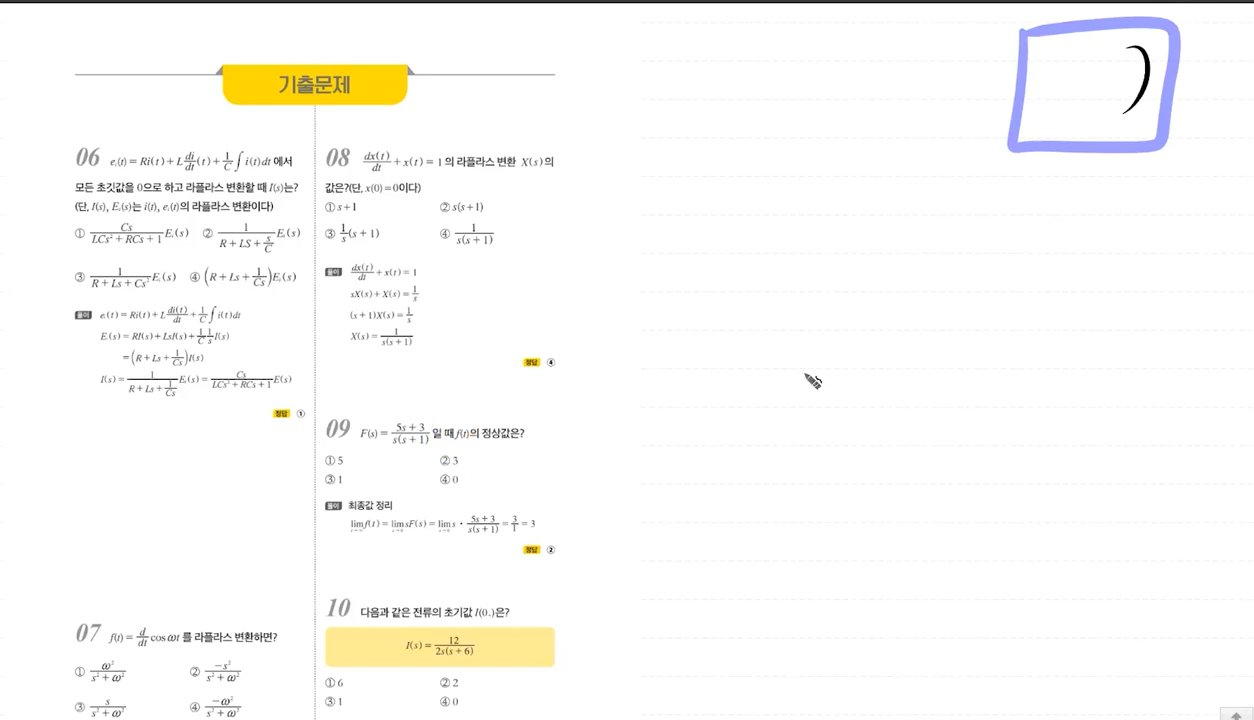 기출문제
06 eᵢ(t) = Ri(t) + L di/dt (t) + 1/C ∫ i(t)dt 에서
모든 초깃값을 0으로 하고 라플라스 변환할 때 I(s)는?
(단, I(s), Eᵢ(s)는 i(t), eᵢ(t)의 라플라스 변환이다)
① Cs/(LCs² + RCs + 1) Eᵢ(s) ② 1/(R + LS + s/C) Eᵢ(s)
③ 1/(R + Ls + Cs²) Eᵢ(s) ④ (R + Ls + 1/Cs) Eᵢ(s)
풀이 eᵢ(t) = Ri(t) + L di(t)/dt + 1/C ∫ i(t)dt
Eᵢ(s) = RI(s) + LsI(s) + 1/C 1/s I(s)
= (R + Ls + 1/Cs) I(s)
I(s) = 1/(R + Ls + 1/Cs) Eᵢ(s) = Cs/(LCs² + RCs + 1) E(s)
정답 ①
07 f(t) = d/dt cos ωt 를 라플라스 변환하면?
① ω²/(s² + ω²) ② -s²/(s² + ω²)
③ s/(s² + ω²) ④ -ω²/(s² + ω²)
08 dx(t)/dt + x(t) = 1 의 라플라스 변환 X(s)의
값은?(단, x(0) = 0이다)
① s+1 ② s(s+1)
③ 1/s (s+1) ④ 1/s(s+1)
풀이 dx(t)/dt + x(t) = 1
sX(s) + X(s) = 1/s
(s + 1)X(s) = 1/s
X(s) = 1/s(s+1)
정답 ④
09 F(s) = (5s + 3)/s(s+1) 일 때 f(t)의 정상값은?
① 5 ② 3
③ 1 ④ 0
풀이 최종값 정리
lim f(t) = lim sF(s) = lim s · (5s + 3)/s(s+1) = 3/1 = 3
정답 ②
10 다음과 같은 전류의 초기값 I(0₊)은?
I(s) = 12/2s(s+6)
① 6 ② 2
③ 1 ④ 0
)